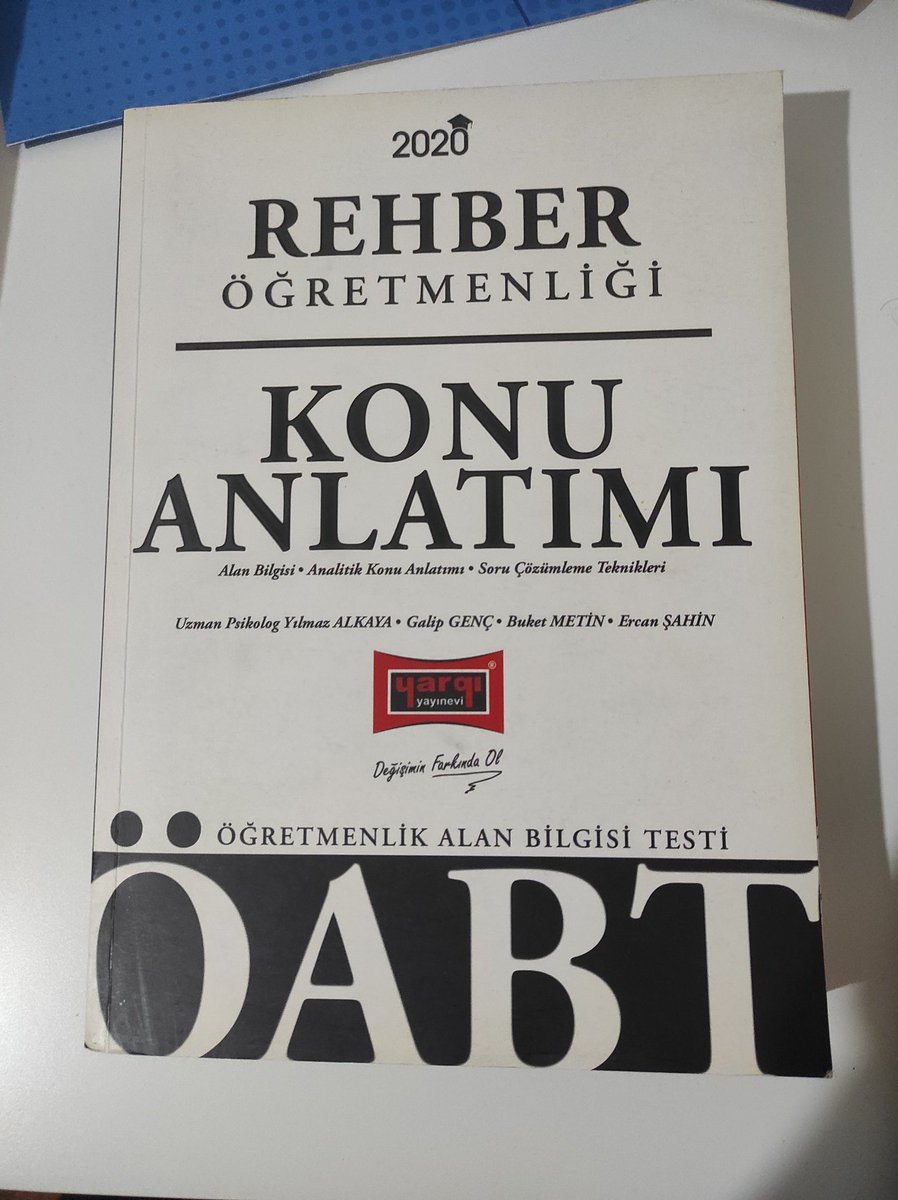 2020
REHBER
ÖĞRETMENLİĞİ
KONU
ANLATIMI
Alan Bilgisi • Analitik Konu Anlatımı • Soru Çözümleme Teknikleri
Uzman Psikolog Yılmaz ALKAYA • Galip GENÇ • Buket METİN • Ercan ŞAHİN
yargı®
yayınevi
Değişimin Farkında Ol
ÖĞRETMENLİK ALAN BİLGİSİ TESTİ
ÖABT